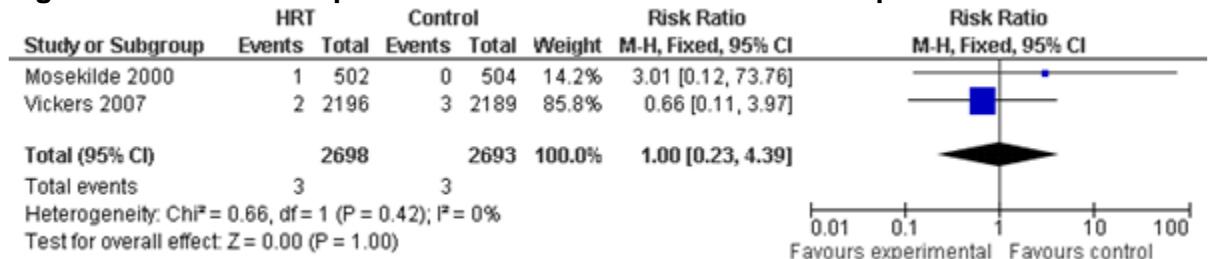 HRT Control Risk Ratio Risk Ratio
Study or Subgroup Events Total Events Total Weight M-H, Fixed, 95% CI M-H, Fixed, 95% CI
Mosekilde 2000 1 502 0 504 14.2% 3.01 [0.12, 73.76]
Vickers 2007 2 2196 3 2189 85.8% 0.66 [0.11, 3.97]
Total (95% CI) 2698 2693 100.0% 1.00 [0.23, 4.39]
Total events 3 3
Heterogeneity: Chi² = 0.66, df = 1 (P = 0.42); I² = 0%
Test for overall effect: Z = 0.00 (P = 1.00)
0.01 0.1 1 10 100
Favours experimental Favours control